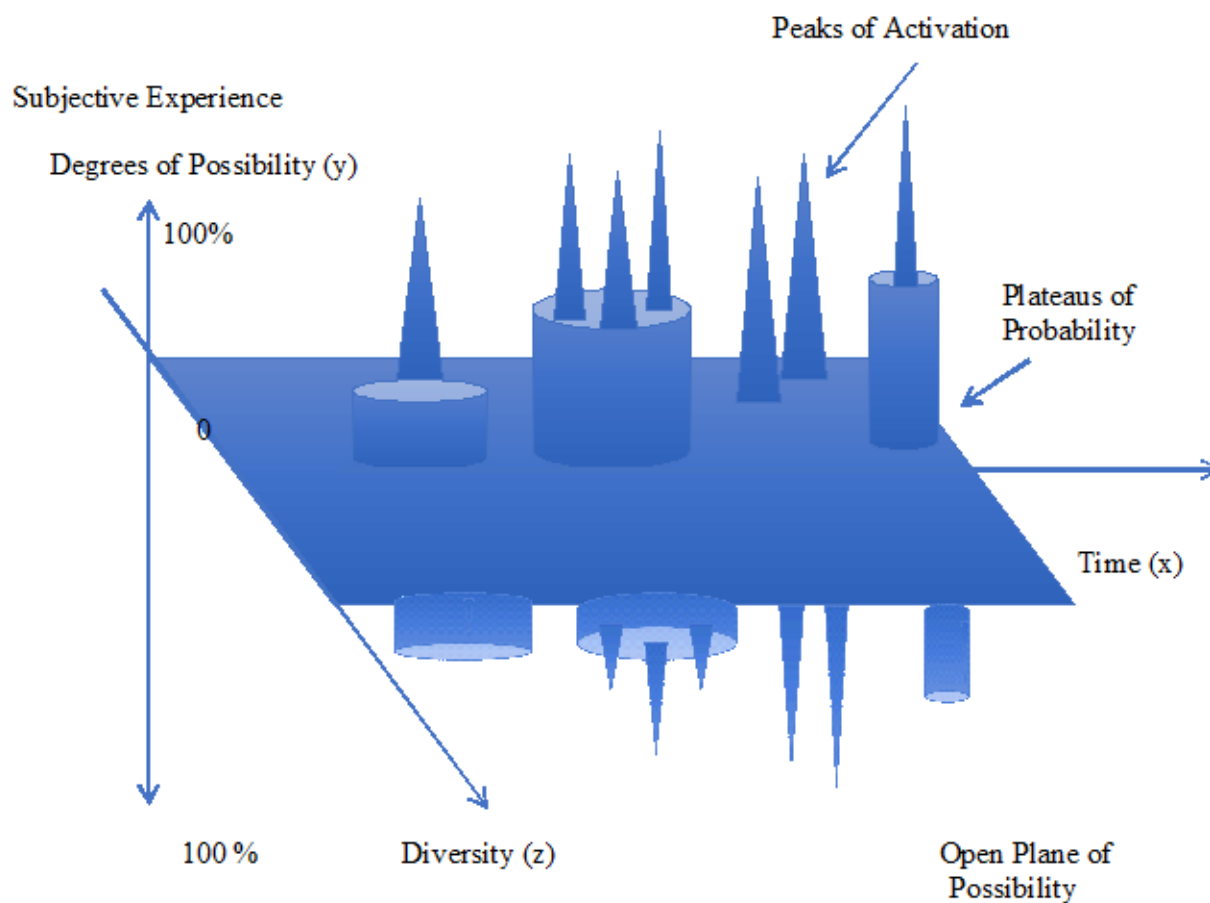 Peaks of Activation
Subjective Experience
Degrees of Possibility (y)
100%
Plateaus of
Probability
0
Time (x)
100 %
Diversity (z)
Open Plane of
Possibility